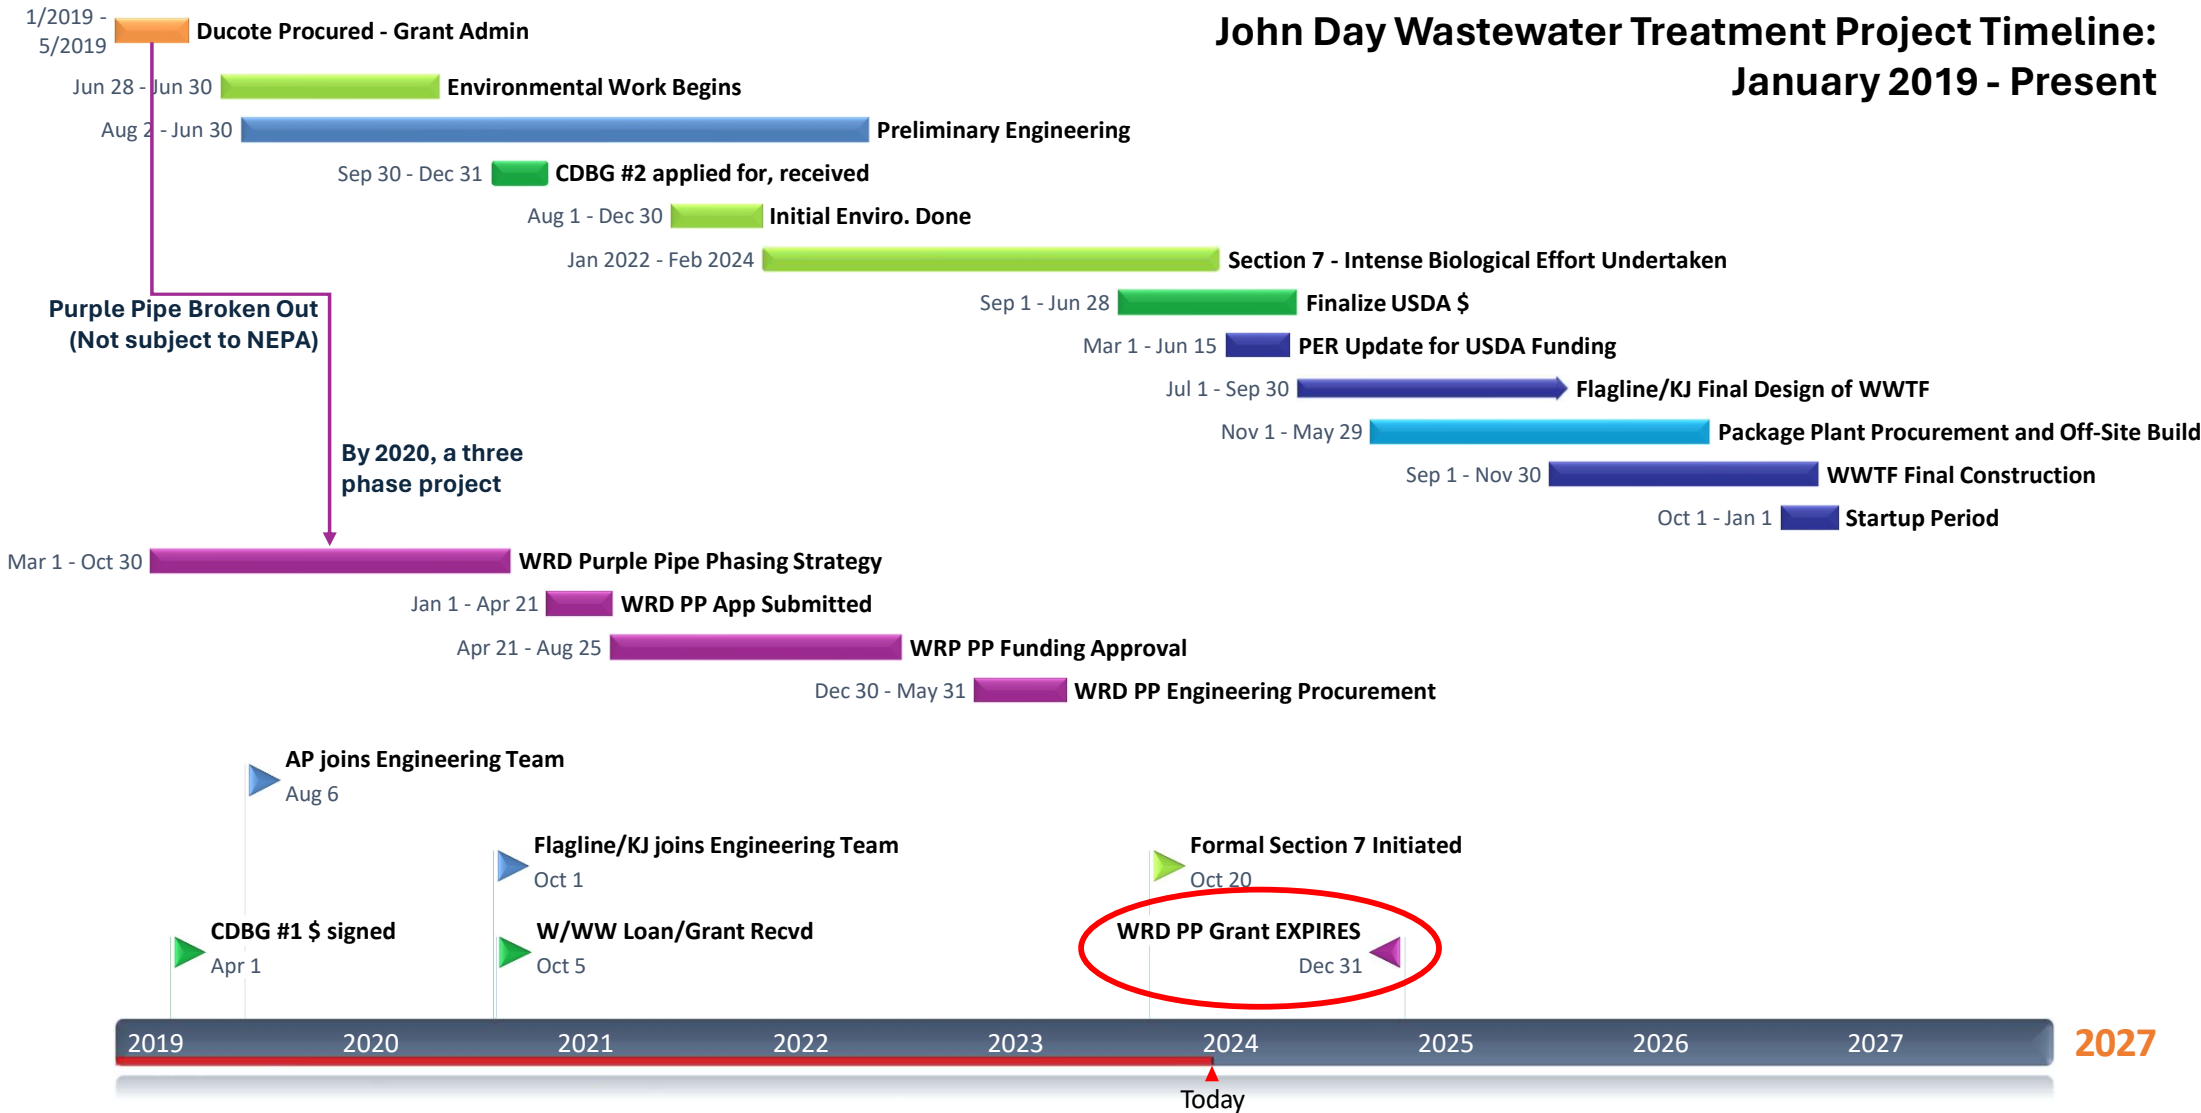 John Day Wastewater Treatment Project Timeline:
January 2019 - Present
1/2019 -
5/2019
Ducote Procured - Grant Admin
Jun 28 - Jun 30
Environmental Work Begins
Aug 2 - Jun 30
Preliminary Engineering
Sep 30 - Dec 31
CDBG #2 applied for, received
Aug 1 - Dec 30
Initial Enviro. Done
Jan 2022 - Feb 2024
Section 7 - Intense Biological Effort Undertaken
Purple Pipe Broken Out
(Not subject to NEPA)
Sep 1 - Jun 28
Finalize USDA $
Mar 1 - Jun 15
PER Update for USDA Funding
Jul 1 - Sep 30
Flagline/KJ Final Design of WWTF
Nov 1 - May 29
Package Plant Procurement and Off-Site Build
By 2020, a three
phase project
Sep 1 - Nov 30
WWTF Final Construction
Oct 1 - Jan 1
Startup Period
Mar 1 - Oct 30
WRD Purple Pipe Phasing Strategy
Jan 1 - Apr 21
WRD PP App Submitted
Apr 21 - Aug 25
WRP PP Funding Approval
Dec 30 - May 31
WRD PP Engineering Procurement
AP joins Engineering Team
Aug 6
Flagline/KJ joins Engineering Team
Oct 1
Formal Section 7 Initiated
Oct 20
CDBG #1 $ signed
Apr 1
W/WW Loan/Grant Recvd
Oct 5
WRD PP Grant EXPIRES
Dec 31
2019
2020
2021
2022
2023
2024
2025
2026
2027
2027
Today